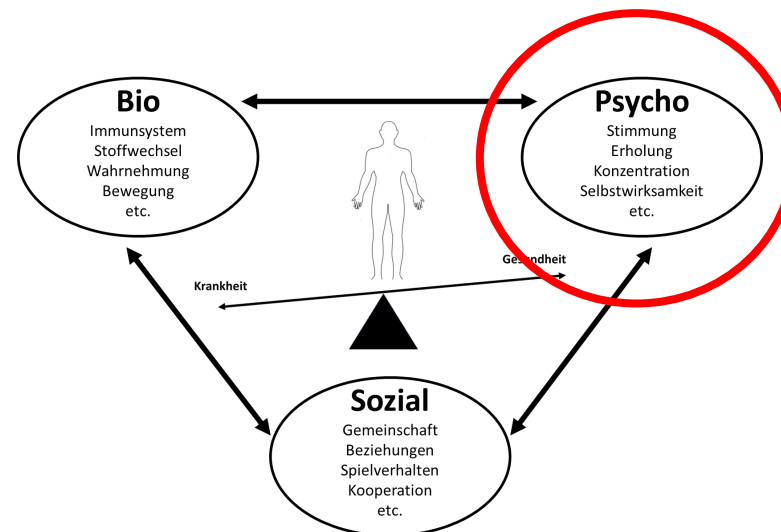 Bio
Immunsystem
Stoffwechsel
Wahrnehmung
Bewegung
etc.
Psycho
Stimmung
Erholung
Konzentration
Selbstwirksamkeit
etc.
Krankheit
Gesundheit
Sozial
Gemeinschaft
Beziehungen
Spielverhalten
Kooperation
etc.